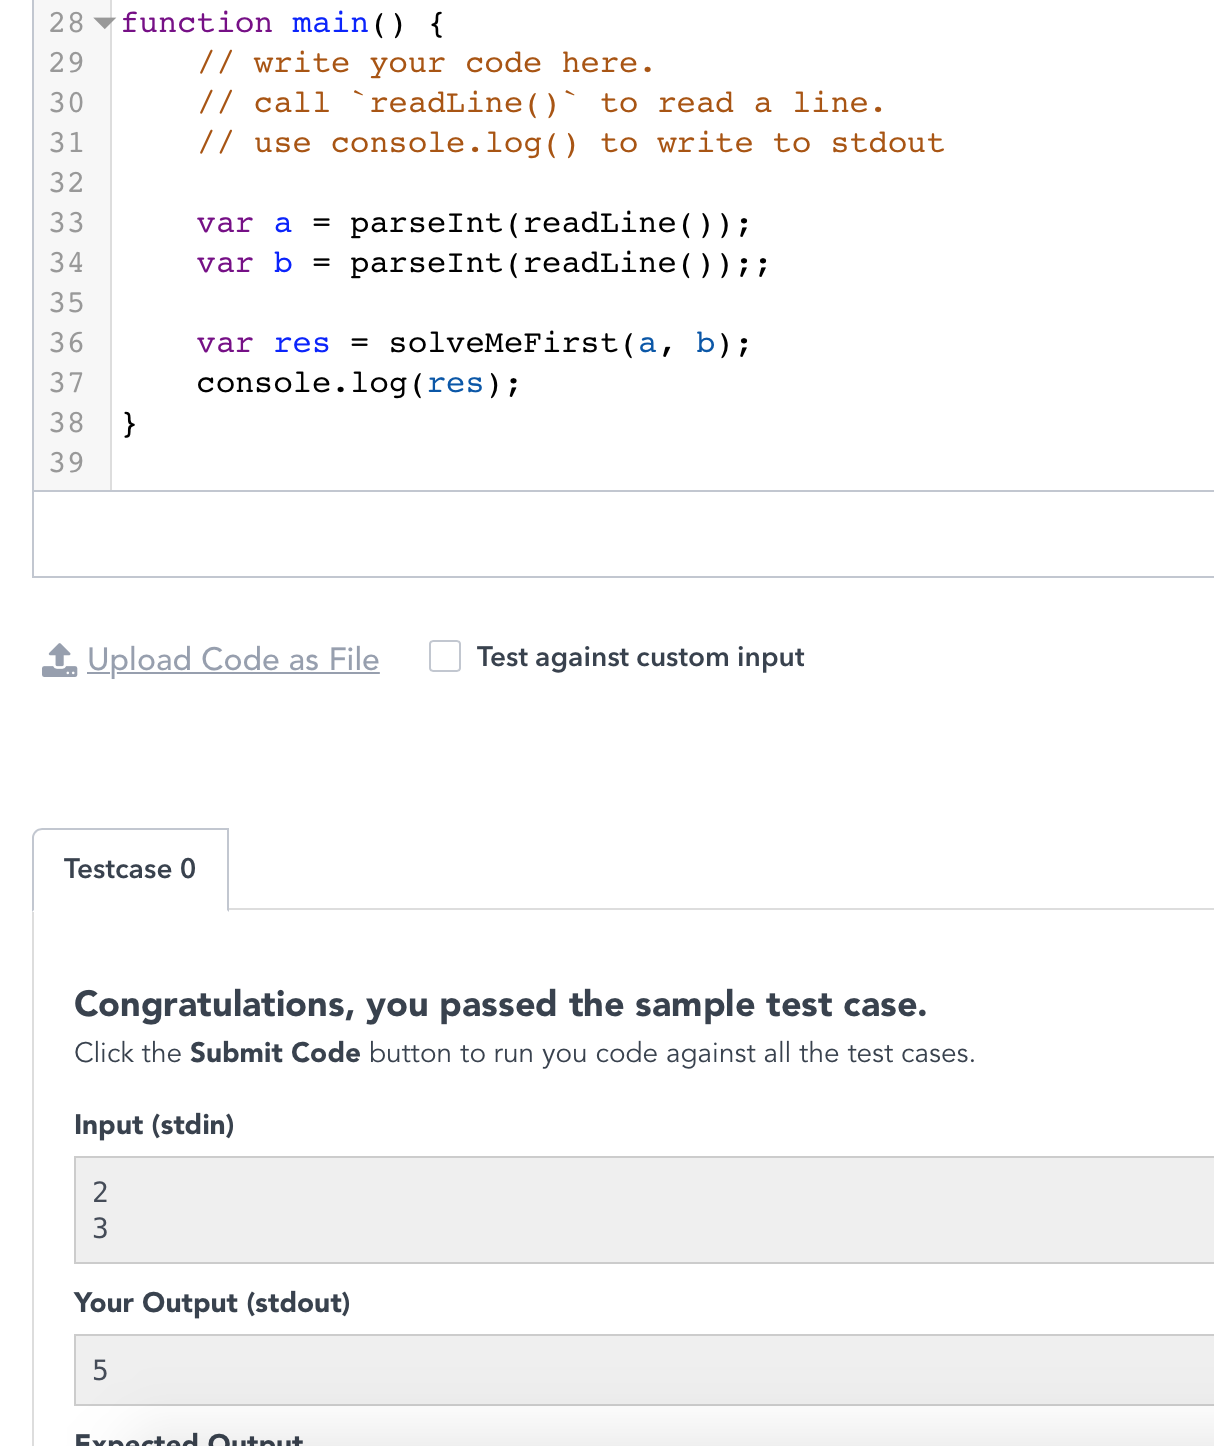 28 function main() {
29 // write your code here.
30 // call `readLine()` to read a line.
31 // use console.log() to write to stdout
32
33 var a = parseInt(readLine());
34 var b = parseInt(readLine());;
35
36 var res = solveMeFirst(a, b);
37 console.log(res);
38 }
39
Upload Code as File Test against custom input
Testcase 0
Congratulations, you passed the sample test case.
Click the Submit Code button to run you code against all the test cases.
Input (stdin)
2
3
Your Output (stdout)
5
Expected Output